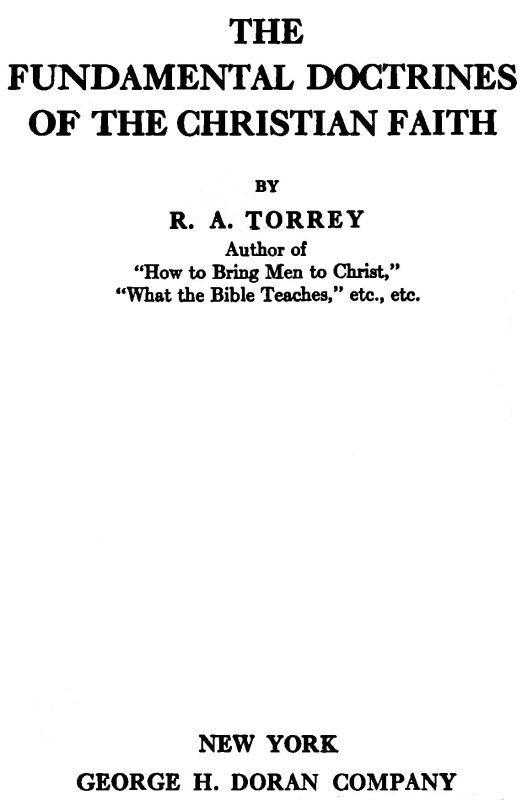 THE
FUNDAMENTAL DOCTRINES
OF THE CHRISTIAN FAITH
BY
R. A. TORREY
Author of
“How to Bring Men to Christ,”
“What the Bible Teaches,” etc., etc.
NEW YORK
GEORGE H. DORAN COMPANY